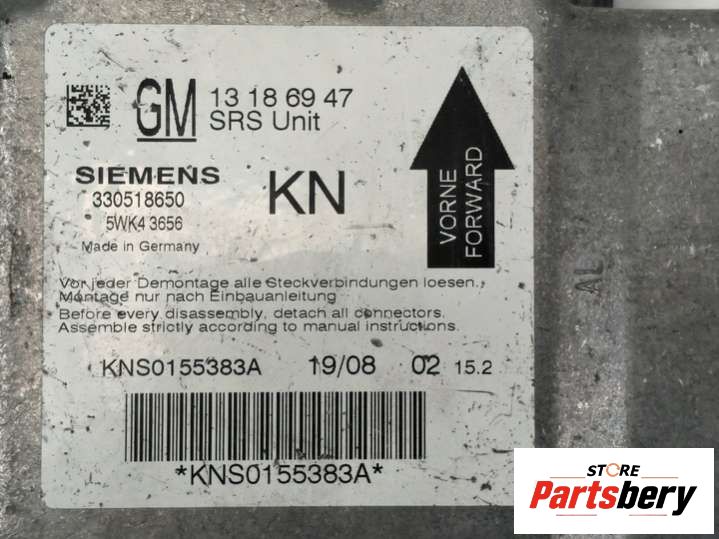 GM
13 18 69 47
SRS Unit
SIEMENS
330518650
5WK4 3656
Made in Germany
KN
VORNE
FORWARD
Vor jeder Demontage alle Steckverbindungen loesen.
Montage nur nach Einbauanleitung
Before every disassembly, detach all connectors.
Assemble strictly according to manual instructions.
KNS0155383A 19/08 02 15.2
*KNS0155383A*
AL
STORE
Partsbery